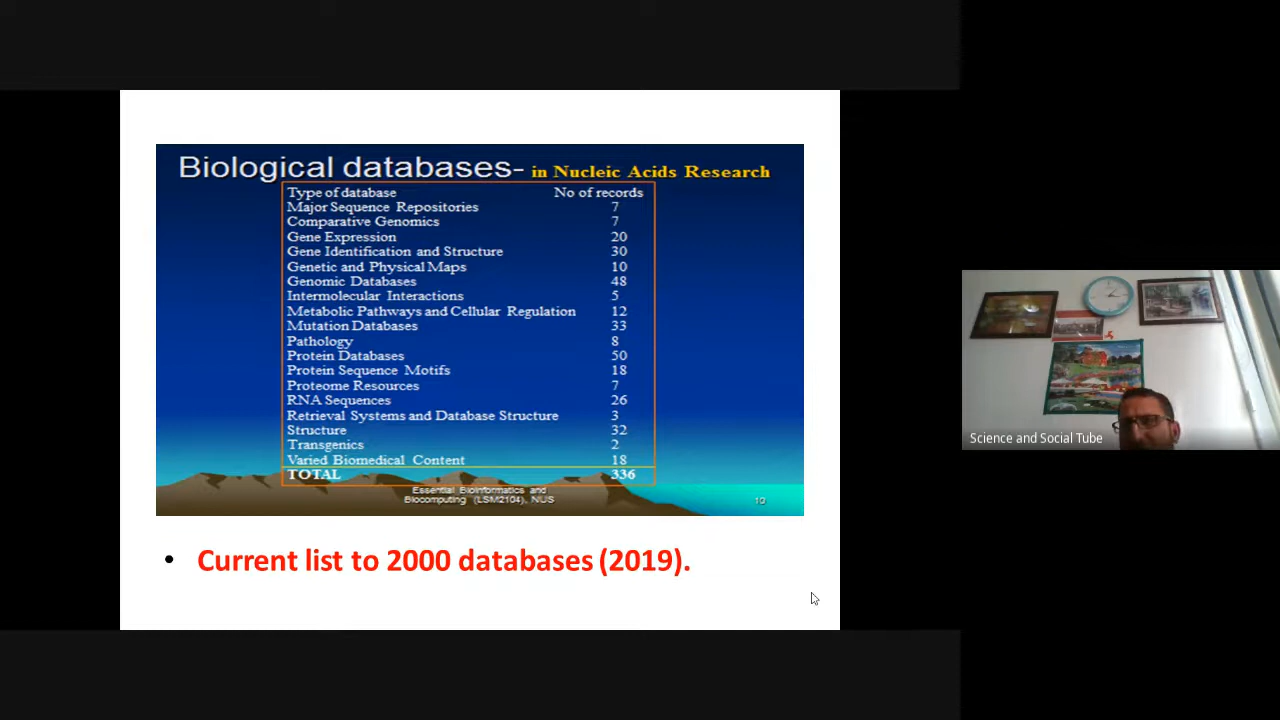 Biological databases- in Nucleic Acids Research
Type of database No of records
Major Sequence Repositories 7
Comparative Genomics 7
Gene Expression 20
Gene Identification and Structure 30
Genetic and Physical Maps 10
Genomic Databases 48
Intermolecular Interactions 5
Metabolic Pathways and Cellular Regulation 12
Mutation Databases 33
Pathology 8
Protein Databases 50
Protein Sequence Motifs 18
Proteome Resources 7
RNA Sequences 26
Retrieval Systems and Database Structure 3
Structure 32
Transgenics 2
Varied Biomedical Content 18
TOTAL 336
Essential Bioinformatics and
Biocomputing (LSM2104), NUS
10
• Current list to 2000 databases (2019).
Science and Social Tube